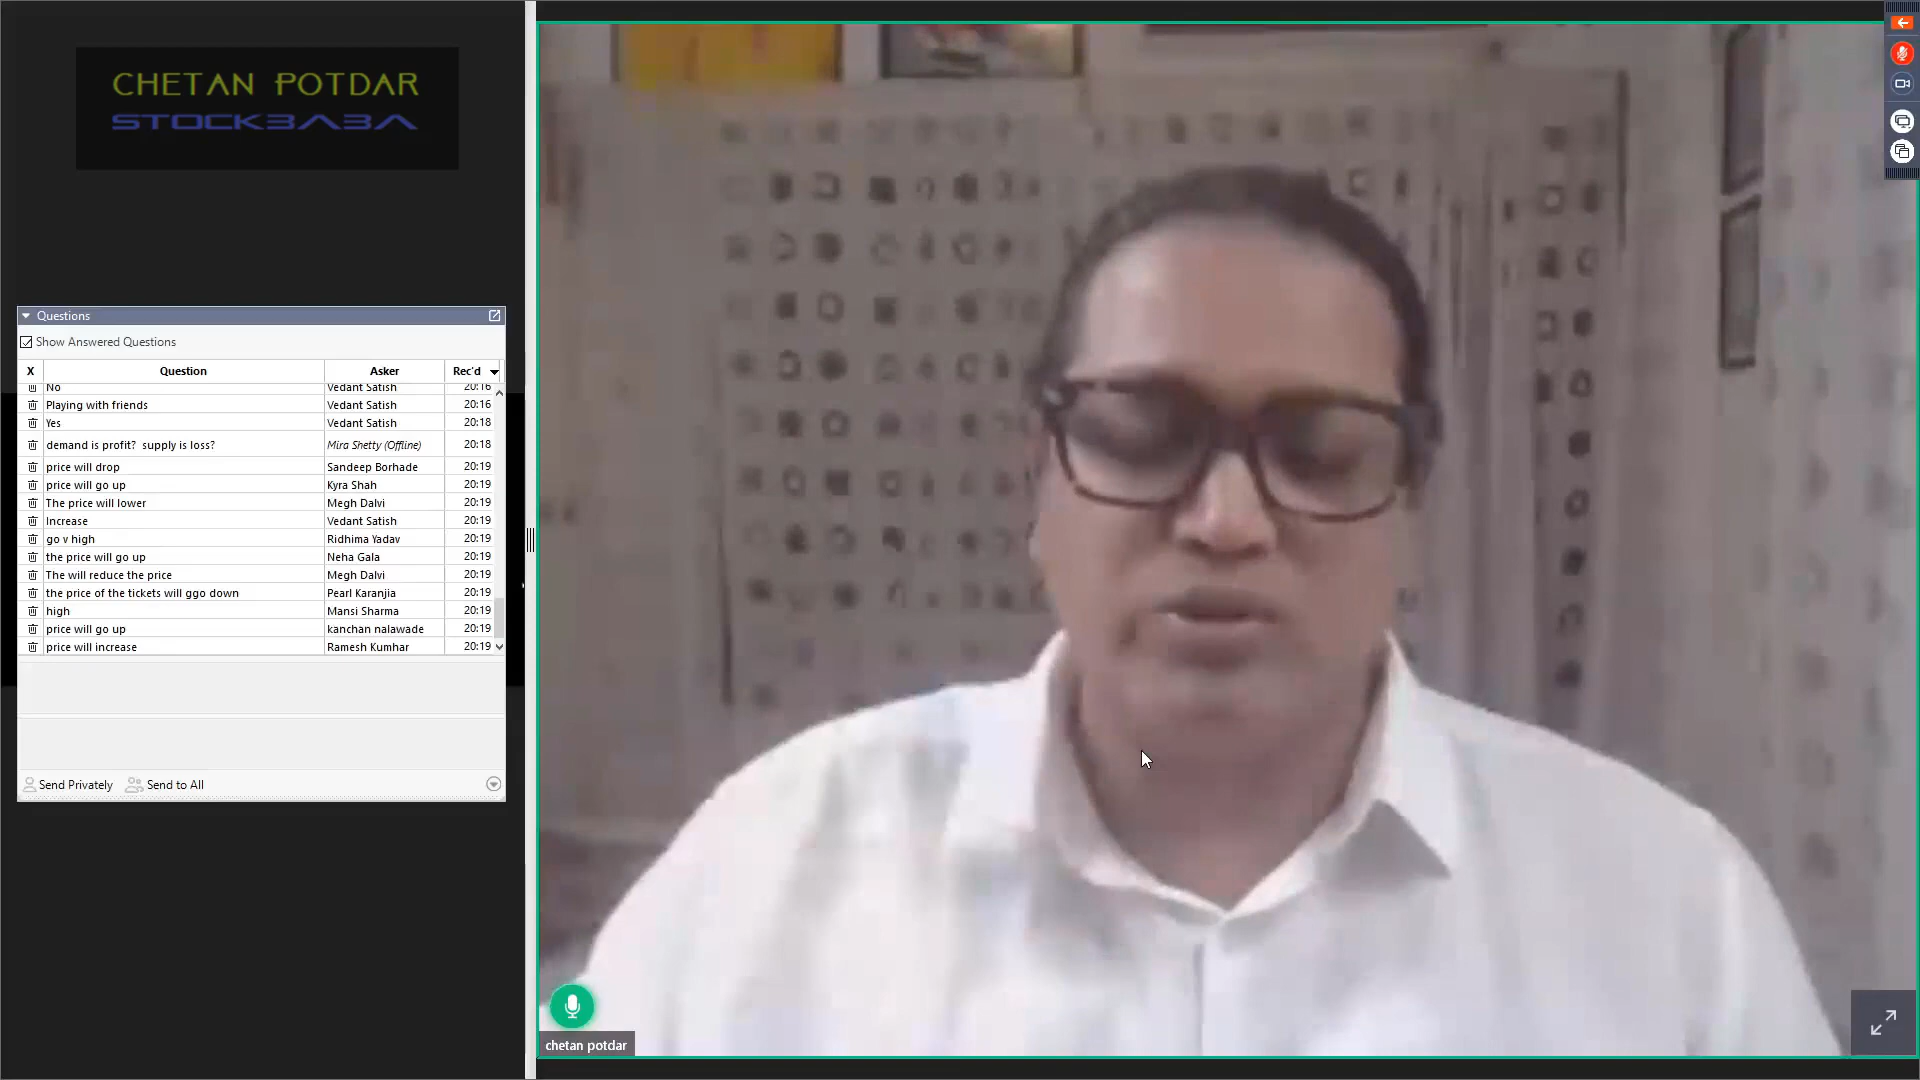 CHETAN POTDAR
STOCKBABA
Questions
Show Answered Questions
X Question Asker Rec'd
No Vedant Satish 20:16
Playing with friends Vedant Satish 20:16
Yes Vedant Satish 20:18
demand is profit?  supply is loss? Mira Shetty (Offline) 20:18
price will drop Sandeep Borhade 20:19
price will go up Kyra Shah 20:19
The price will lower Megh Dalvi 20:19
Increase Vedant Satish 20:19
go v high Ridhima Yadav 20:19
the price will go up Neha Gala 20:19
The will reduce the price Megh Dalvi 20:19
the price of the tickets will ggo down Pearl Karanjia 20:19
high Mansi Sharma 20:19
price will go up kanchan nalawade 20:19
price will increase Ramesh Kumhar 20:19
Send Privately Send to All
chetan potdar